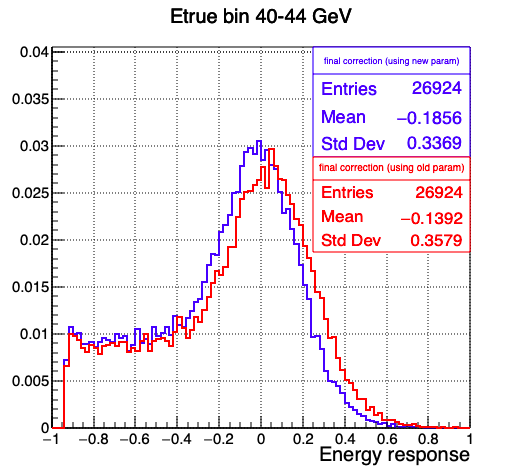 Etrue bin 40-44 GeV
0.04
0.035
0.03
0.025
0.02
0.015
0.01
0.005
0
−1 −0.8 −0.6 −0.4 −0.2 0 0.2 0.4 0.6 0.8 1
Energy response
final correction (using new param)
Entries 26924
Mean −0.1856
Std Dev 0.3369
final correction (using old param)
Entries 26924
Mean −0.1392
Std Dev 0.3579